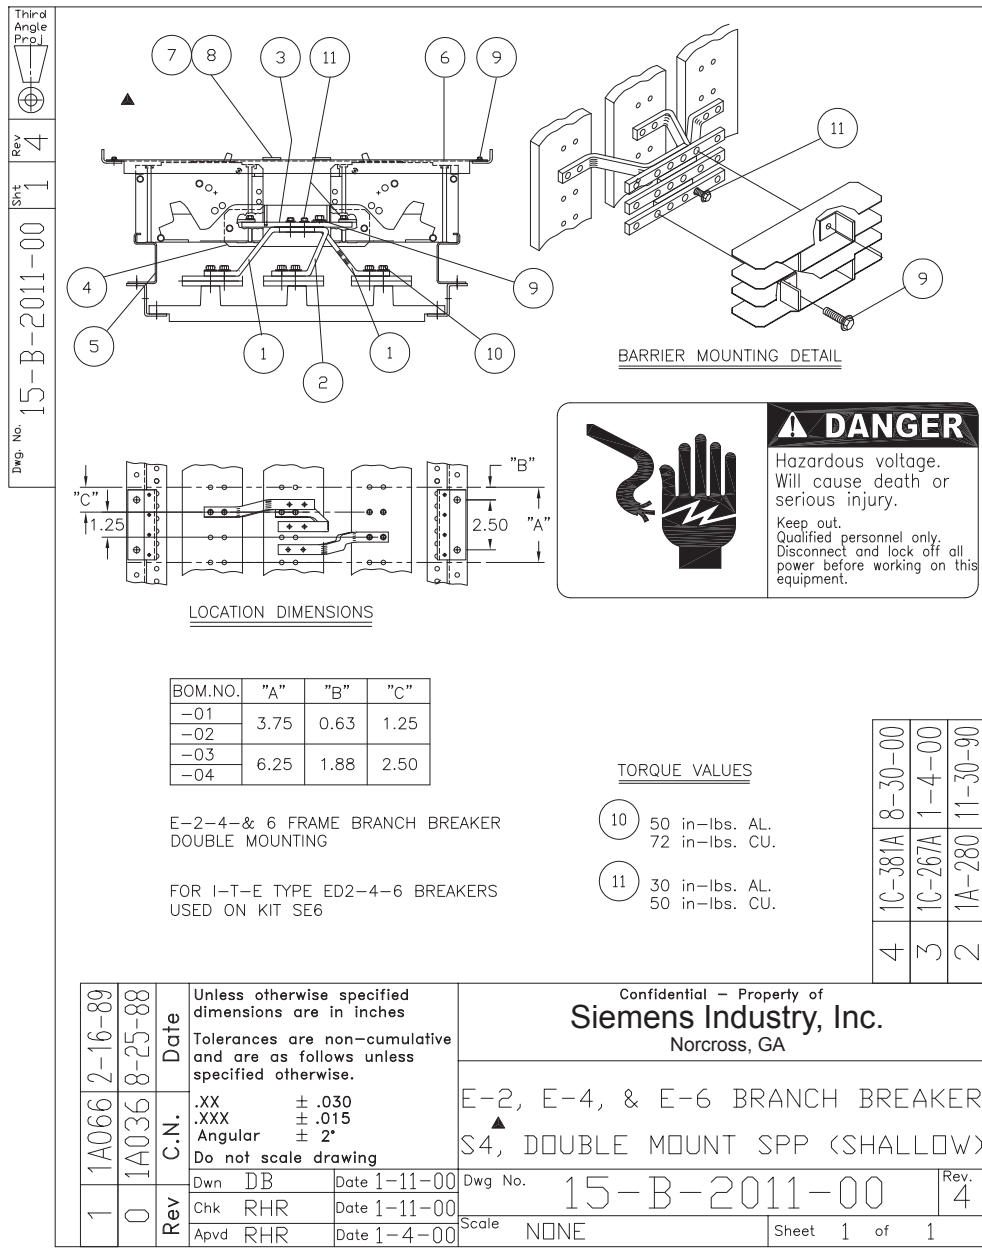 Third
Angle
Proj
Rev 4
Sht 1
Dwg. No. 15-B-2011-00
7
8
3
11
6
9
4
5
1
2
1
10
9
11
9
BARRIER MOUNTING DETAIL
DANGER
Hazardous voltage.
Will cause death or
serious injury.
Keep out.
Qualified personnel only.
Disconnect and lock off all
power before working on this
equipment.
"C"
1.25
"B"
2.50
"A"
LOCATION DIMENSIONS
BOM.NO. "A" "B" "C"
-01
-02
3.75 0.63 1.25
-03
-04
6.25 1.88 2.50
E-2-4-& 6 FRAME BRANCH BREAKER
DOUBLE MOUNTING
FOR I-T-E TYPE ED2-4-6 BREAKERS
USED ON KIT SE6
TORQUE VALUES
10 50 in-lbs. AL.
72 in-lbs. CU.
11 30 in-lbs. AL.
50 in-lbs. CU.
4 1C-381A 8-30-00
3 1C-267A 1-4-00
2 1A-280 11-30-90
1 1A066 2-16-89
0 1A036 8-25-88
Rev C.N. Date
Unless otherwise specified
dimensions are in inches
Tolerances are non-cumulative
and are as follows unless
specified otherwise.
.XX ± .030
.XXX ± .015
Angular ± 2°
Do not scale drawing
Dwn DB Date 1-11-00
Chk RHR Date 1-11-00
Apvd RHR Date 1-4-00
Confidential - Property of
Siemens Industry, Inc.
Norcross, GA
E-2, E-4, & E-6 BRANCH BREAKER
S4, DOUBLE MOUNT SPP (SHALLOW)
Dwg No. 15-B-2011-00
Rev. 4
Scale NONE
Sheet 1 of 1